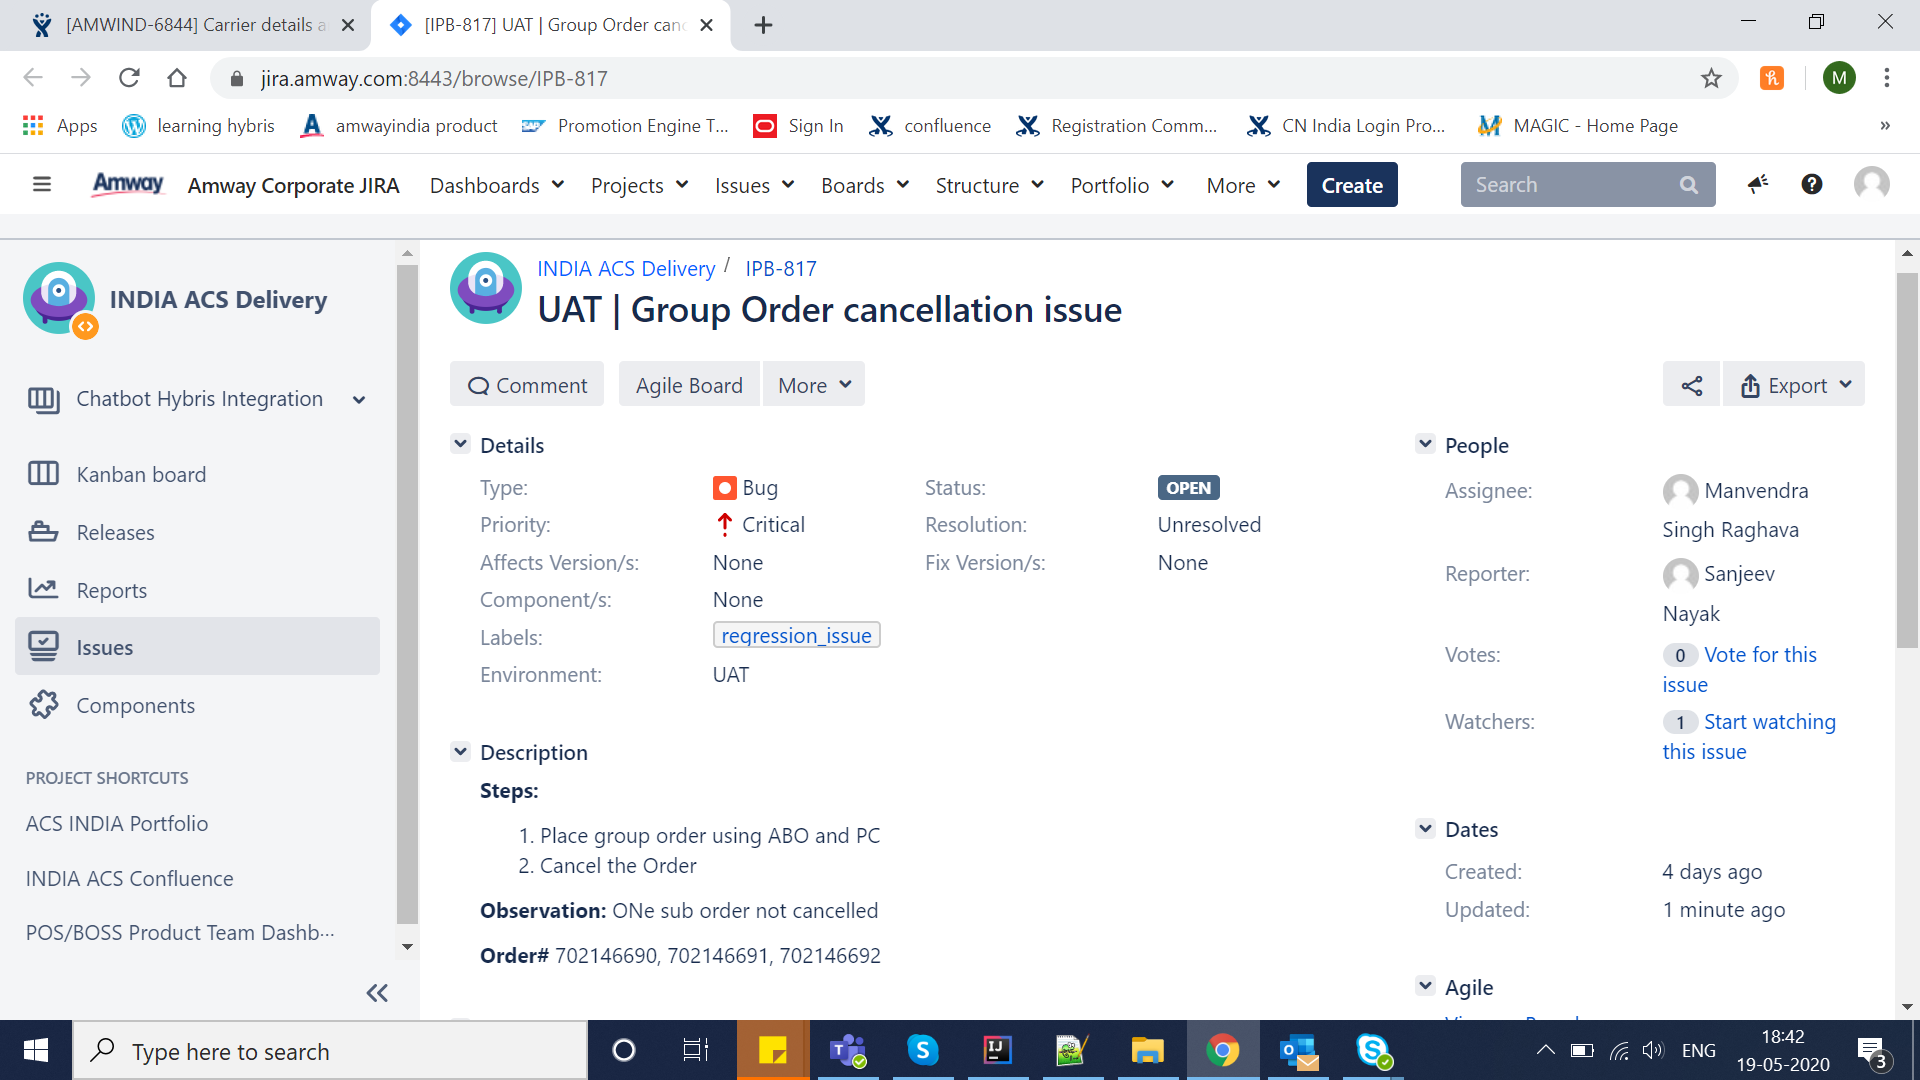 [AMWIND-6844] Carrier details a
[IPB-817] UAT | Group Order canc
jira.amway.com:8443/browse/IPB-817
M
Apps
learning hybris
amwayindia product
Promotion Engine T...
Sign In
confluence
Registration Comm...
CN India Login Pro...
MAGIC - Home Page
»
Amway
Amway Corporate JIRA
Dashboards
Projects
Issues
Boards
Structure
Portfolio
More
Create
Search
INDIA ACS Delivery
Chatbot Hybris Integration
Kanban board
Releases
Reports
Issues
Components
PROJECT SHORTCUTS
ACS INDIA Portfolio
INDIA ACS Confluence
POS/BOSS Product Team Dashb...
INDIA ACS Delivery / IPB-817
UAT | Group Order cancellation issue
Comment
Agile Board
More
Export
Details
Type: Bug
Status: OPEN
Priority: Critical
Resolution: Unresolved
Affects Version/s: None
Fix Version/s: None
Component/s: None
Labels: regression_issue
Environment: UAT
Description
Steps:
1. Place group order using ABO and PC
2. Cancel the Order
Observation: ONe sub order not cancelled
Order# 702146690, 702146691, 702146692
People
Assignee: Manvendra
Singh Raghava
Reporter: Sanjeev
Nayak
Votes: 0 Vote for this
issue
Watchers: 1 Start watching
this issue
Dates
Created: 4 days ago
Updated: 1 minute ago
Agile
Type here to search
ENG
18:42
19-05-2020
3